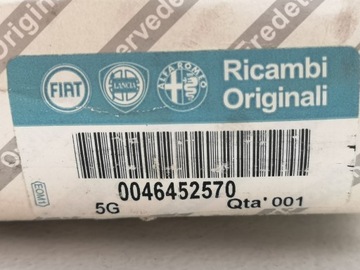 FIAT
LANCIA
ALFA ROMEO
Ricambi
Originali
0046452570
5G
Qta' 001